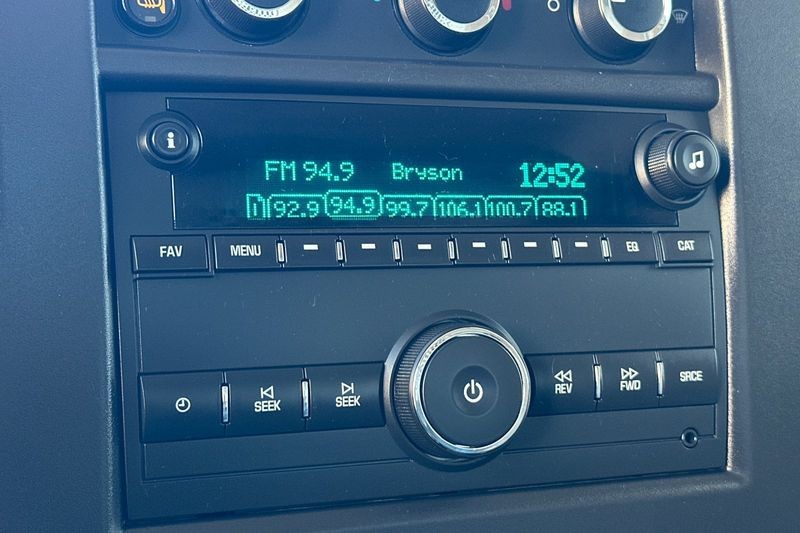 i
FM 94.9 Bryson 12:52
92.9 94.9 99.7 106.1 100.7 88.1
FAV MENU EQ CAT
SEEK SEEK REV FWD SRCE